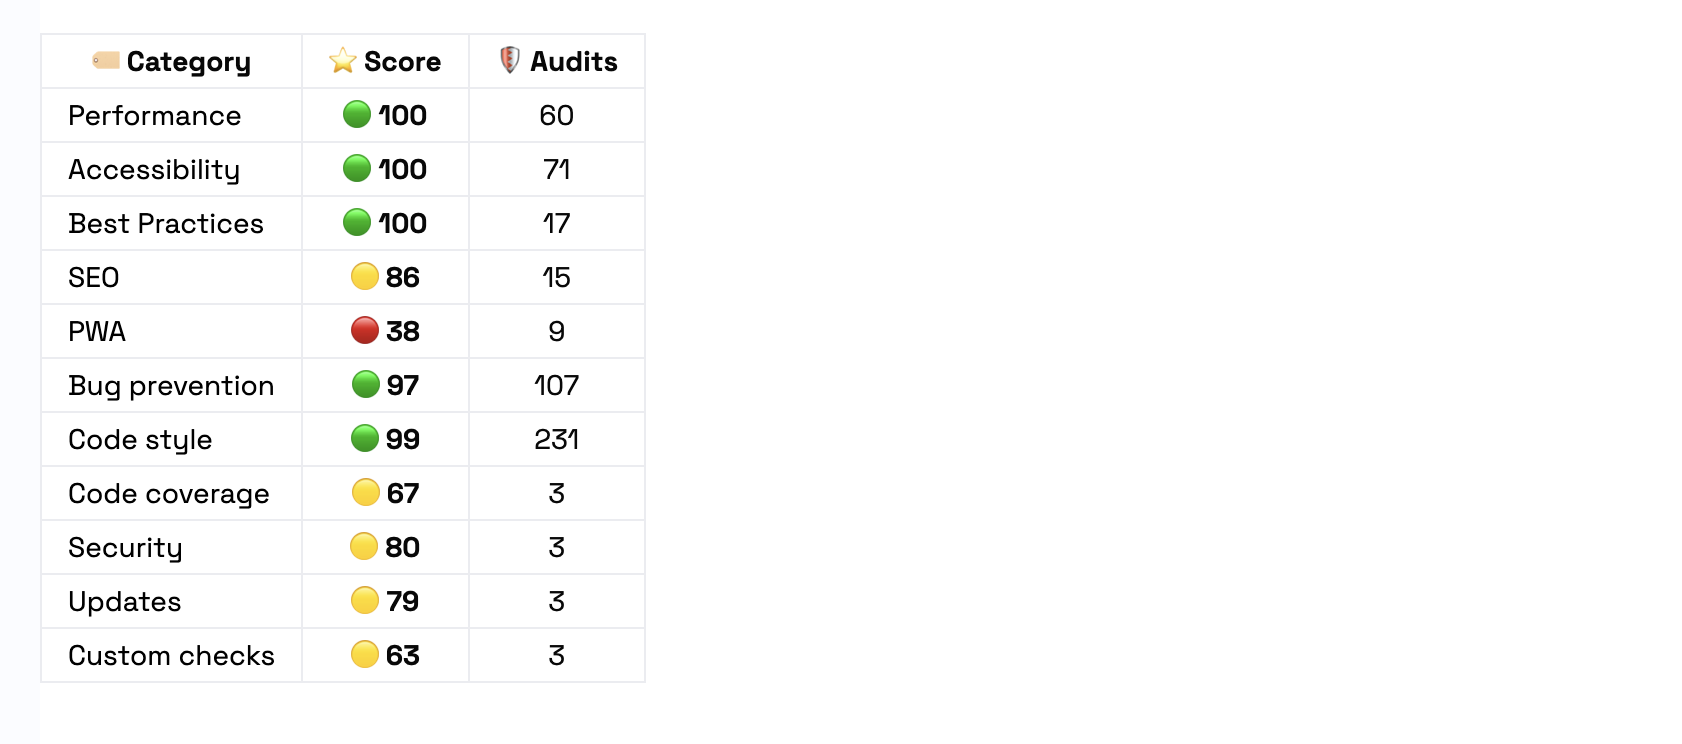 Category Score Audits
Performance 100 60
Accessibility 100 71
Best Practices 100 17
SEO 86 15
PWA 38 9
Bug prevention 97 107
Code style 99 231
Code coverage 67 3
Security 80 3
Updates 79 3
Custom checks 63 3